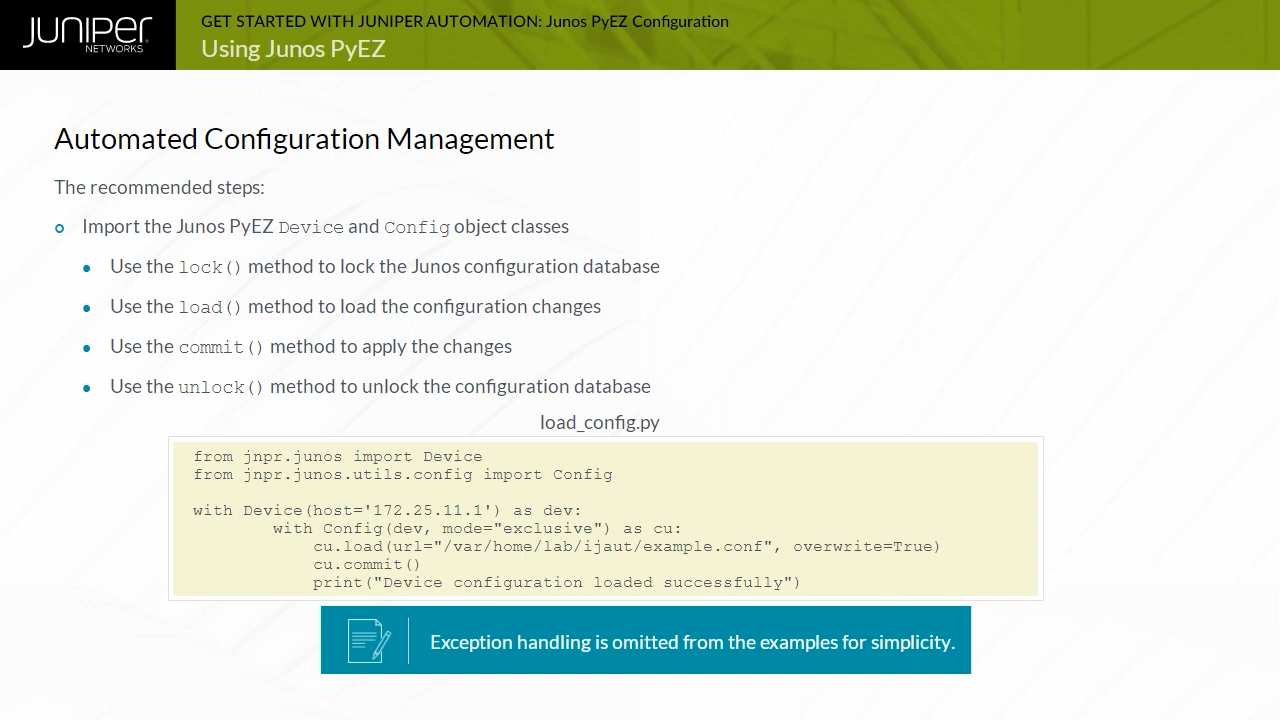 JUNIPER
NETWORKS
GET STARTED WITH JUNIPER AUTOMATION: Junos PyEZ Configuration
Using Junos PyEZ
Automated Configuration Management
The recommended steps:
Import the Junos PyEZ Device and Config object classes
Use the lock() method to lock the Junos configuration database
Use the load() method to load the configuration changes
Use the commit() method to apply the changes
Use the unlock() method to unlock the configuration database
load_config.py
from jnpr.junos import Device
from jnpr.junos.utils.config import Config
with Device(host='172.25.11.1') as dev:
with Config(dev, mode="exclusive") as cu:
cu.load(url="/var/home/lab/ijaut/example.conf", overwrite=True)
cu.commit()
print("Device configuration loaded successfully")
Exception handling is omitted from the examples for simplicity.